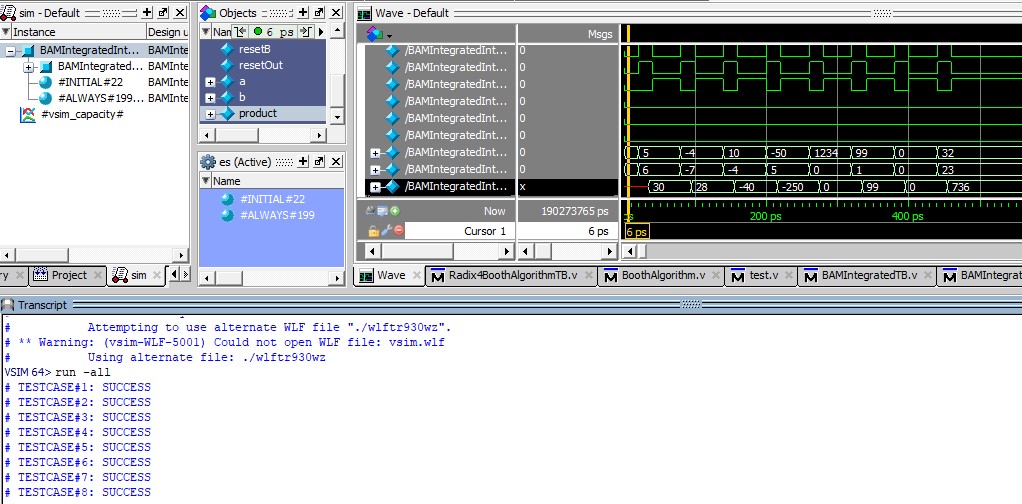 sim - Default
Instance Design u
BAMIntegratedInt... BAMInte
BAMIntegrated... BAMInte
#INITIAL#22 BAMInte
#ALWAYS#199... BAMInte
#vsim_capacity#
ry Project sim
Objects
Nan 6 ps
resetB
resetOut
a
b
product
es (Active)
Name
#INITIAL#22
#ALWAYS#199
Wave - Default
Msgs
/BAMIntegratedInt... 0
/BAMIntegratedInt... 0
/BAMIntegratedInt... 0
/BAMIntegratedInt... 0
/BAMIntegratedInt... 0
/BAMIntegratedInt... 0
/BAMIntegratedInt... 0 5 -4 10 -50 1234 99 0 32
/BAMIntegratedInt... 0 6 -7 -4 5 0 1 0 23
/BAMIntegratedInt... x 30 28 -40 -250 0 99 0 736
Now 190273765 ps 200 ps 400 ps
Cursor 1 6 ps 6 ps
Wave Radix4BoothAlgorithmTB.v BoothAlgorithm.v test.v BAMIntegratedTB.v BAMIntegrat
Transcript
# Attempting to use alternate WLF file "./wlftr930wz".
# ** Warning: (vsim-WLF-5001) Could not open WLF file: vsim.wlf
# Using alternate file: ./wlftr930wz
VSIM 64> run -all
# TESTCASE#1: SUCCESS
# TESTCASE#2: SUCCESS
# TESTCASE#3: SUCCESS
# TESTCASE#4: SUCCESS
# TESTCASE#5: SUCCESS
# TESTCASE#6: SUCCESS
# TESTCASE#7: SUCCESS
# TESTCASE#8: SUCCESS